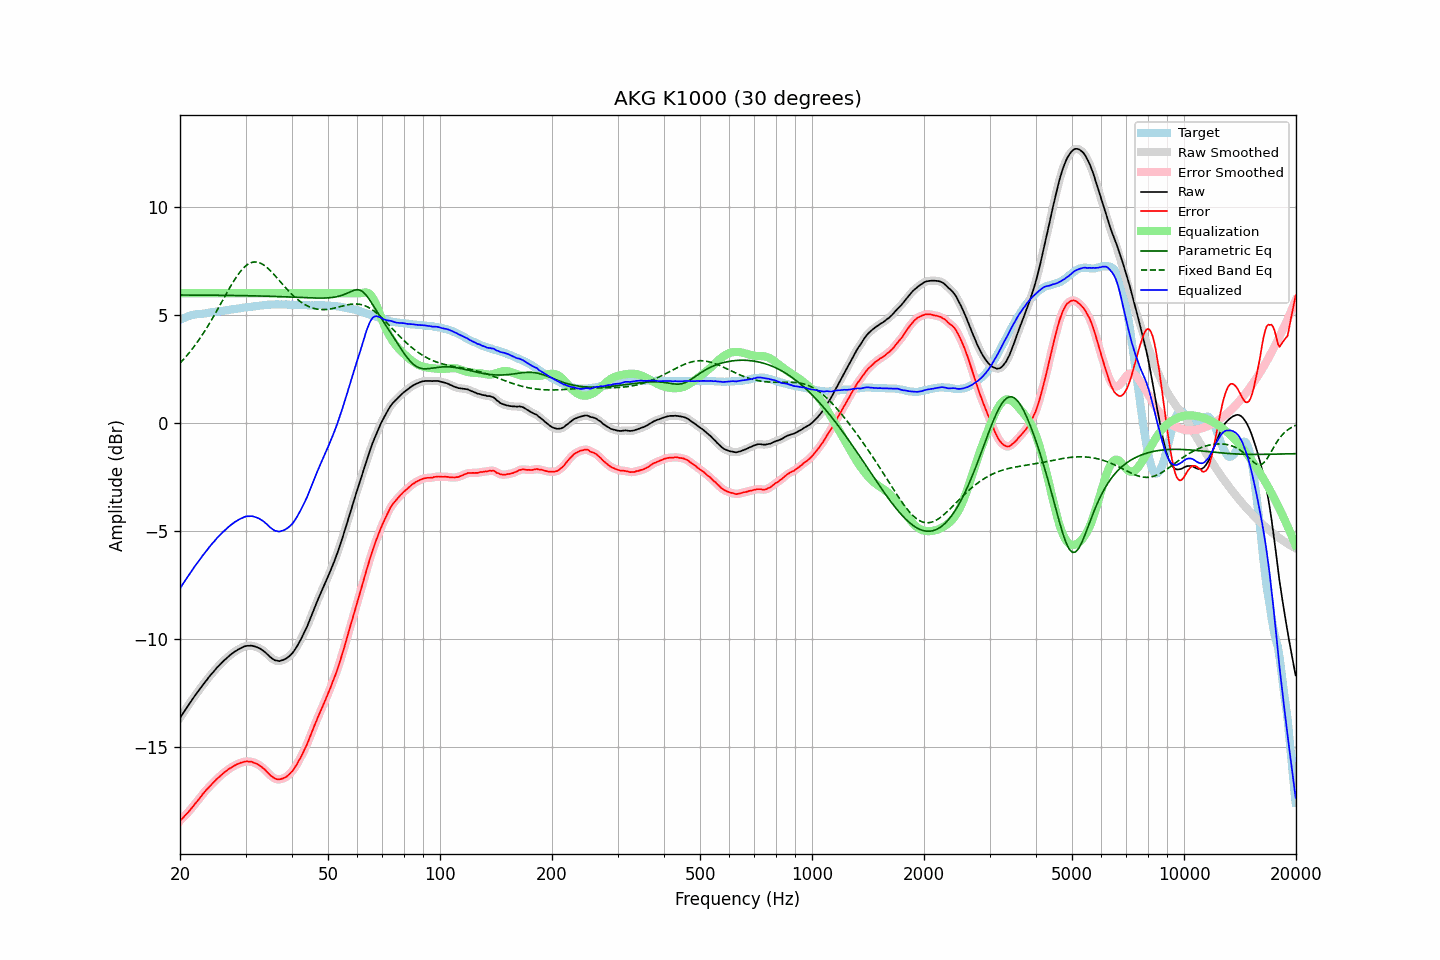 AKG K1000 (30 degrees)
Target
Raw Smoothed
Error Smoothed
Raw
Error
Equalization
Parametric Eq
Fixed Band Eq
Equalized
Amplitude (dBr)
10
5
0
−5
−10
−15
20 50 100 200 500 1000 2000 5000 10000 20000
Frequency (Hz)